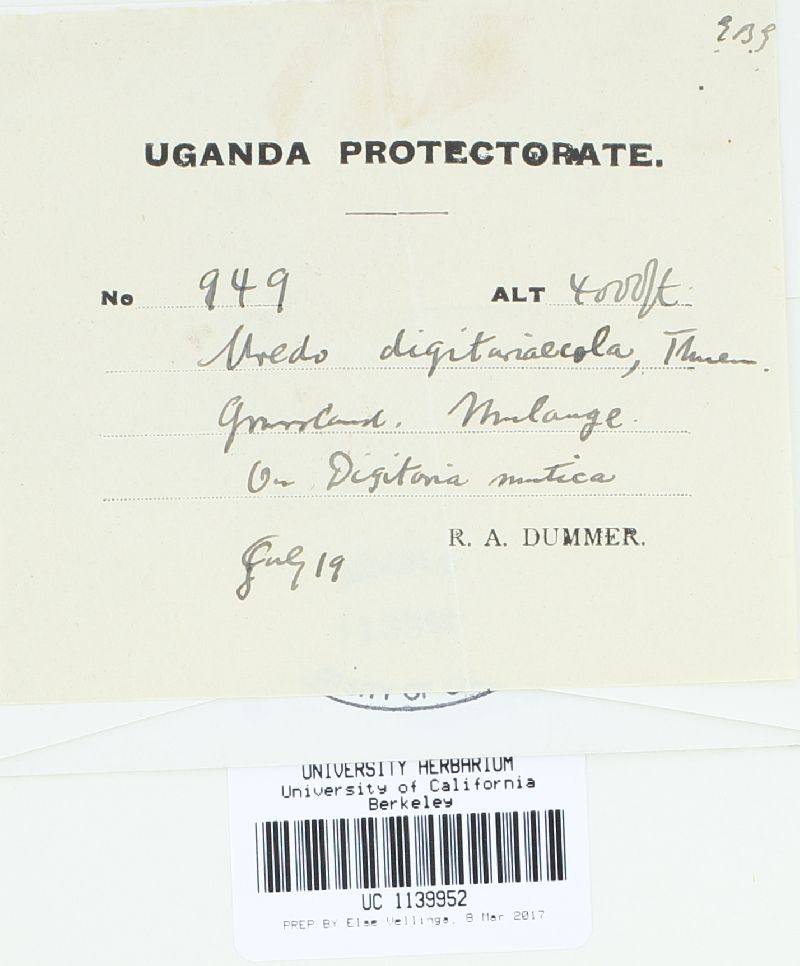 EBG
UGANDA PROTECTORATE.
No 949 ALT 4000ft.
Uredo digitariaecola, Thuem.
Grassland. Mulange.
On Digitaria mutica
R. A. DUMMER.
July 19
UNIVERSITY HERBARIUM
University of California
Berkeley
UC 1139952
PREP BY Else Vellinga, 8 Mar 2017